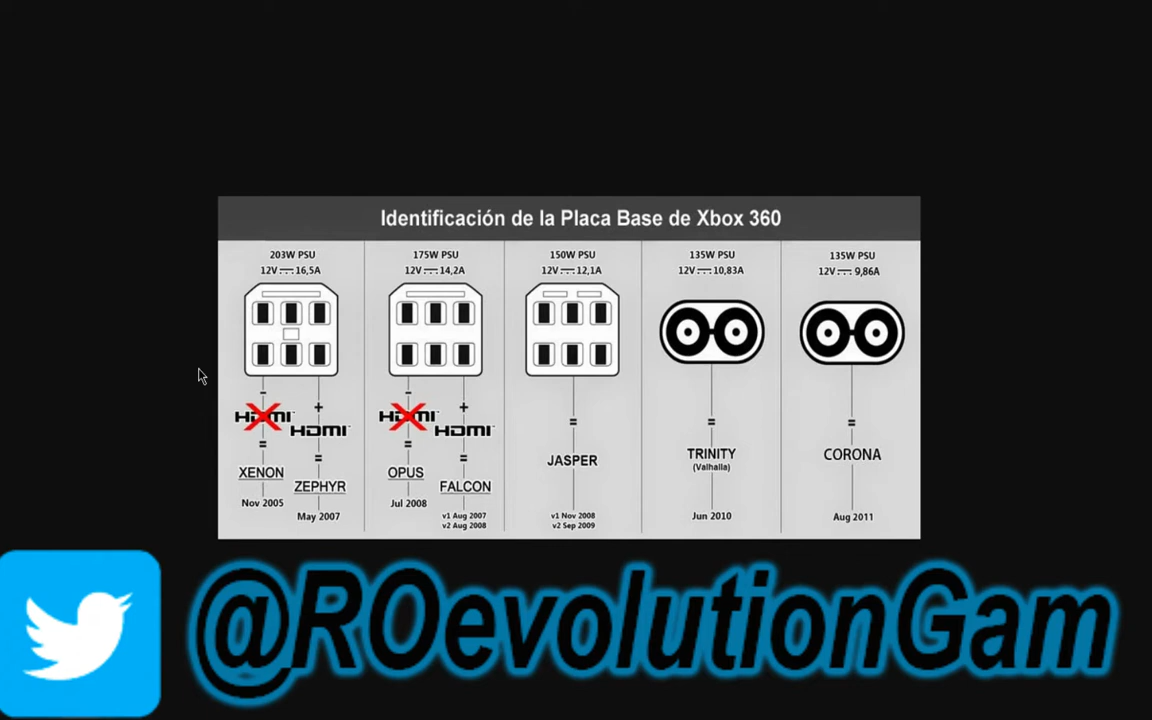 Identificación de la Placa Base de Xbox 360
203W PSU
12V⎓16,5A
HDMI
HDMI
XENON
Nov 2005
ZEPHYR
May 2007
175W PSU
12V⎓14,2A
HDMI
HDMI
OPUS
Jul 2008
FALCON
v1 Aug 2007
v2 Aug 2008
150W PSU
12V⎓12,1A
=
JASPER
v1 Nov 2008
v2 Sep 2009
135W PSU
12V⎓10,83A
=
TRINITY
(Valhalla)
Jun 2010
135W PSU
12V⎓9,86A
=
CORONA
Aug 2011
@ROevolutionGam